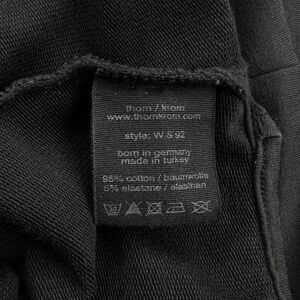 thom / krom
www.thomkrom.com
style: W S 92
born in germany
made in turkey
95% cotton / baumwolle
5% elastane / elasthan